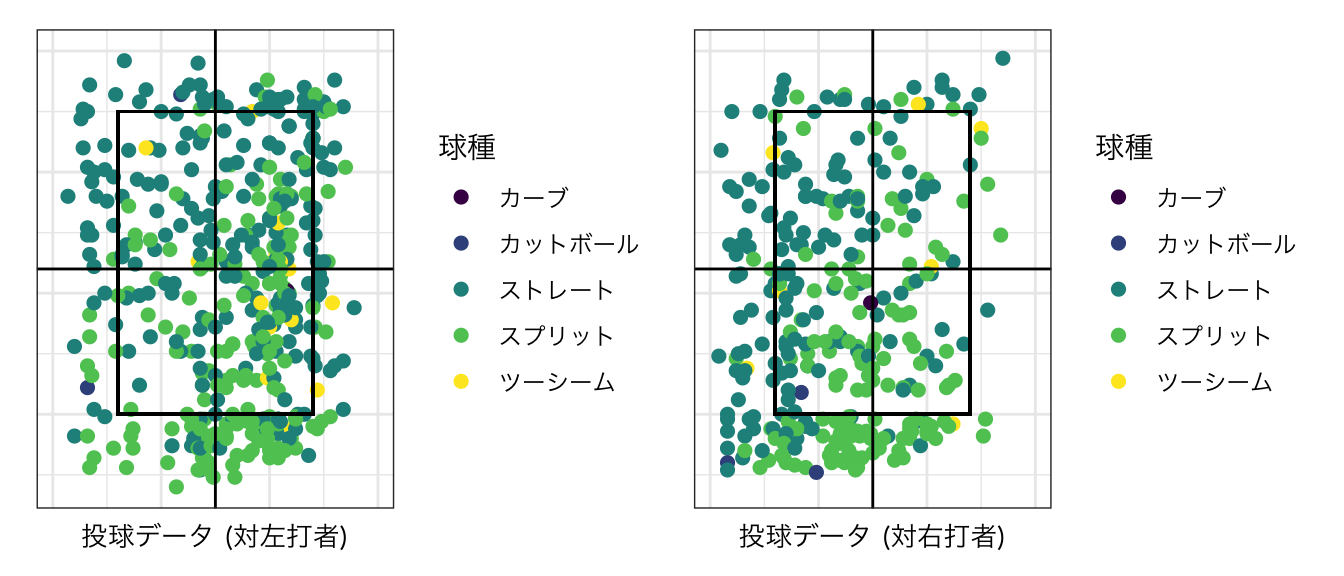 球種
カーブ
カットボール
ストレート
スプリット
ツーシーム
投球データ (対左打者)
球種
カーブ
カットボール
ストレート
スプリット
ツーシーム
投球データ (対右打者)